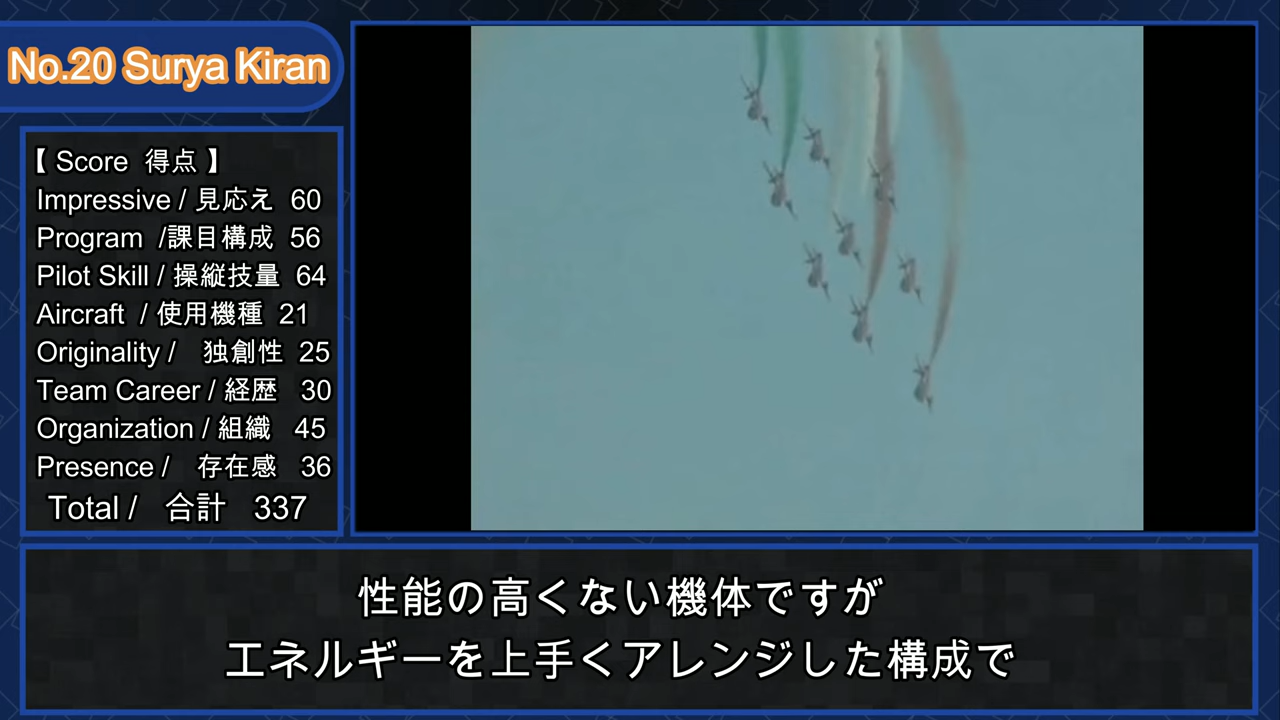 No.20 Surya Kiran
【 Score 得点 】
Impressive / 見応え 60
Program /課目構成 56
Pilot Skill / 操縦技量 64
Aircraft / 使用機種 21
Originality / 独創性 25
Team Career / 経歴 30
Organization / 組織 45
Presence / 存在感 36
Total / 合計 337
性能の高くない機体ですが
エネルギーを上手くアレンジした構成で